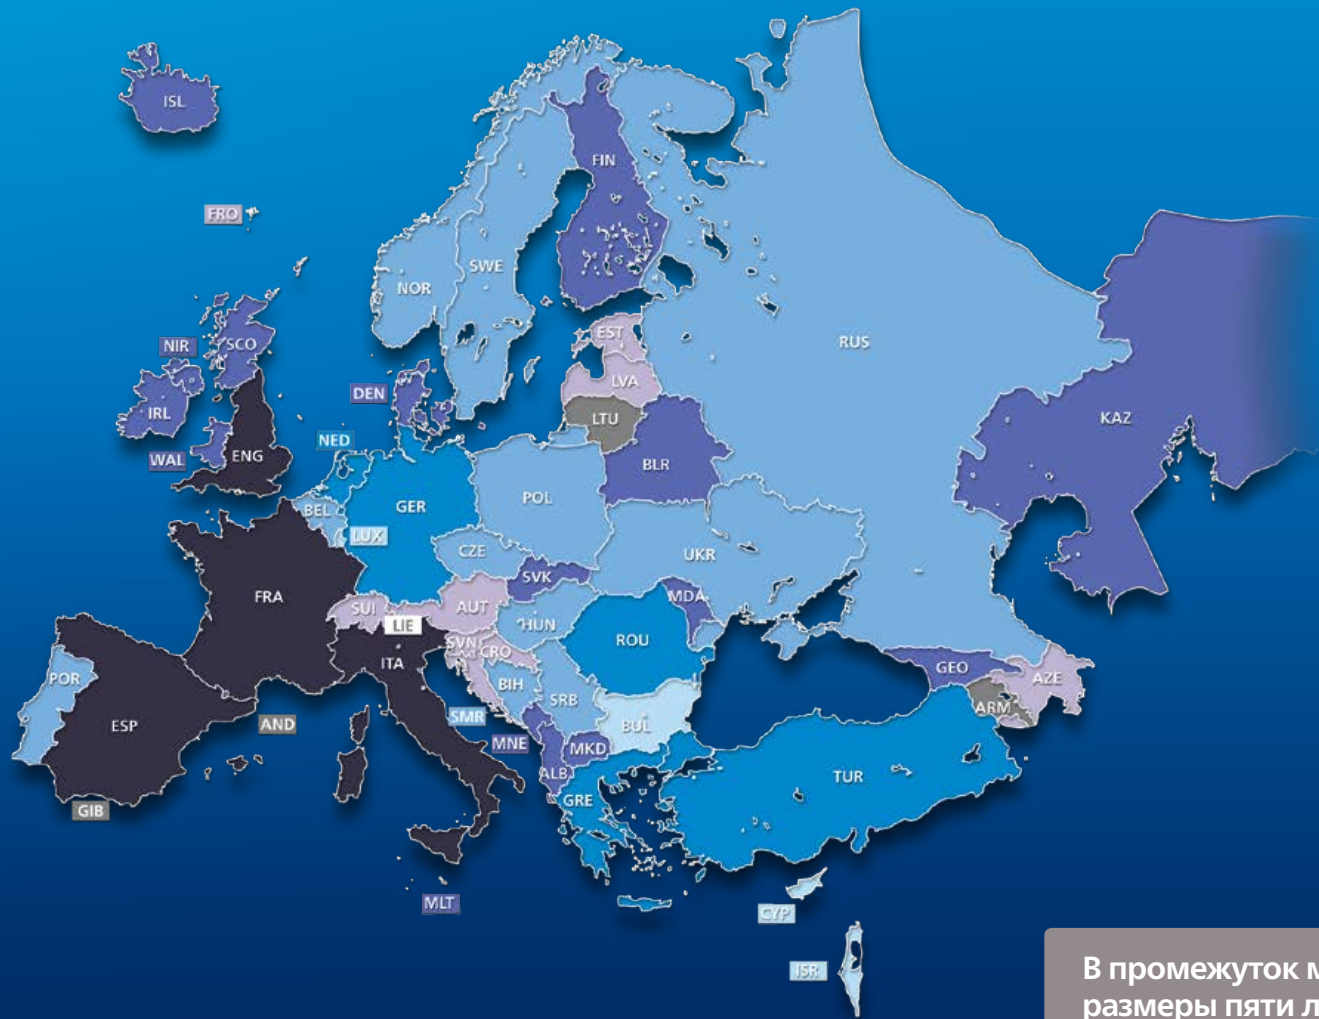 ISL
FRO
FIN
SWE
NOR
RUS
NIR
SCO
EST
DEN
LVA
IRL
LTU
KAZ
NED
WAL
ENG
BLR
BEL
GER
POL
LUX
CZE
UKR
SVK
FRA
SUI
AUT
MDA
LIE
HUN
ROU
SVN
CRO
ITA
GEO
POR
BIH
AZE
SRB
ARM
ESP
AND
SMR
BUL
MNE
MKD
ALB
TUR
GRE
GIB
MLT
CYP
ISR
В промежуток м
размеры пяти л